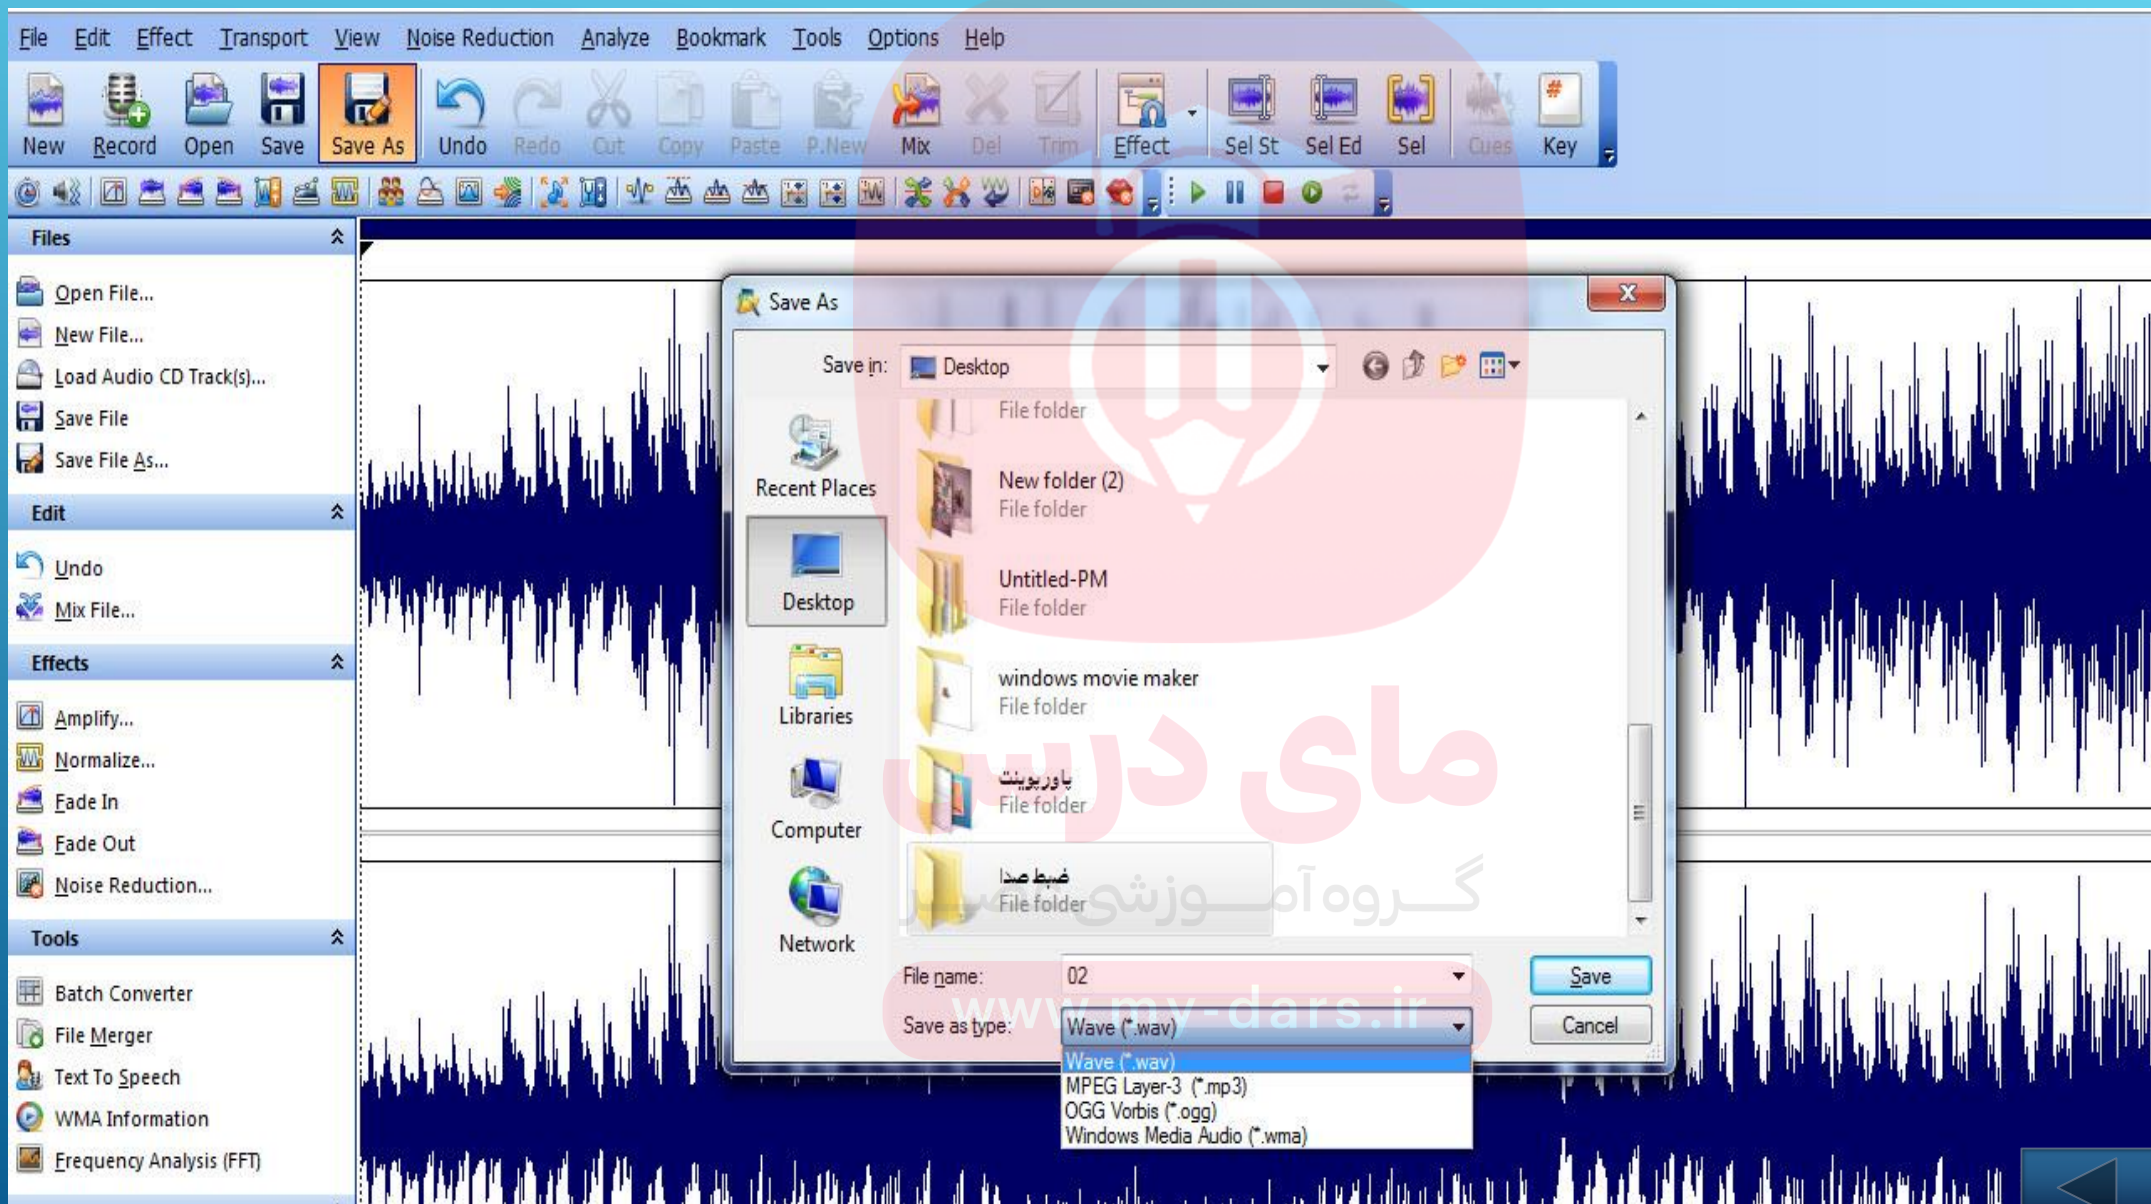 File Edit Effect Transport View Noise Reduction Analyze Bookmark Tools Options Help
New Record Open Save Save As Undo Redo Cut Copy Paste P.New Mix Del Trim Effect Sel St Sel Ed Sel Cues Key
Files
Open File...
New File...
Load Audio CD Track(s)...
Save File
Save File As...
Edit
Undo
Mix File...
Effects
Amplify...
Normalize...
Fade In
Fade Out
Noise Reduction...
Tools
Batch Converter
File Merger
Text To Speech
WMA Information
Frequency Analysis (FFT)
Save As
Save in: Desktop
Recent Places
Desktop
Libraries
Computer
Network
File folder
New folder (2)
File folder
Untitled-PM
File folder
windows movie maker
File folder
پاورپوینت
File folder
ضبط صدا
File folder
File name: 02 Save
Save as type: Wave (*.wav) Cancel
Wave (*.wav)
MPEG Layer-3 (*.mp3)
OGG Vorbis (*.ogg)
Windows Media Audio (*.wma)
مای درس
گروه آموزشی
www.my-dars.ir